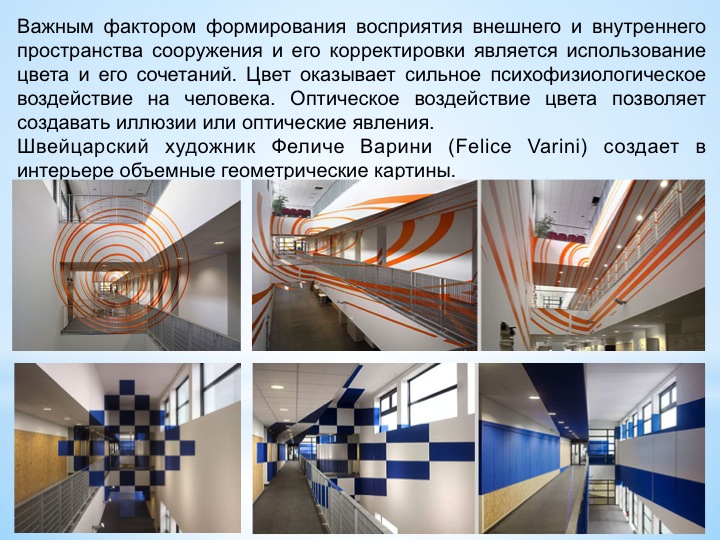 Важным фактором формирования восприятия внешнего и внутреннего
пространства сооружения и его корректировки является использование
цвета и его сочетаний. Цвет оказывает сильное психофизиологическое
воздействие на человека. Оптическое воздействие цвета позволяет
создавать иллюзии или оптические явления.
Швейцарский художник Феличе Варини (Felice Varini) создает в
интерьере объемные геометрические картины.